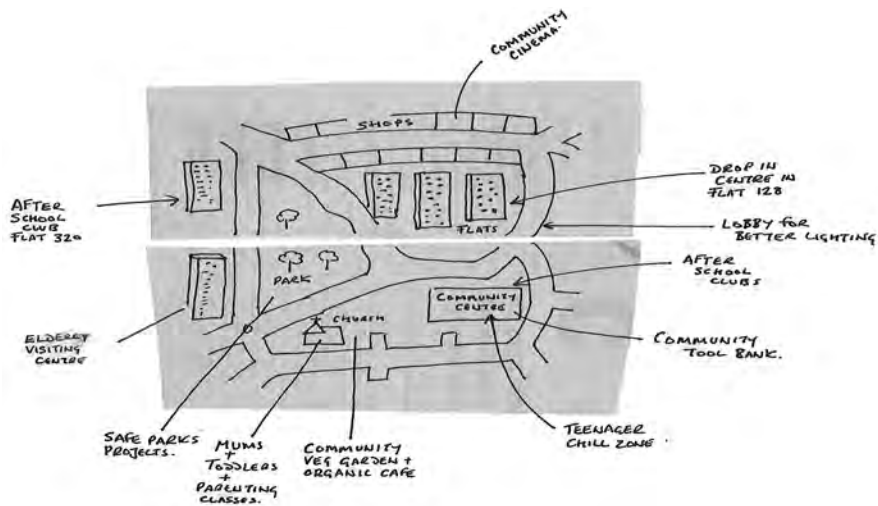 COMMUNITY
CINEMA.
SHOPS
AFTER
SCHOOL
CLUB
FLAT 320
DROP IN
CENTRE IN
FLAT 128
FLATS
LOBBY FOR
BETTER LIGHTING
PARK
AFTER
SCHOOL
CLUBS
COMMUNITY
CENTRE
CHURCH
ELDERLY
VISITING
CENTRE
COMMUNITY
TOOL BANK.
SAFE PARKS
PROJECTS.
MUMS
+
TODDLERS
+
PARENTING
CLASSES.
COMMUNITY
VEG GARDEN +
ORGANIC CAFE
TEENAGER
CHILL ZONE.